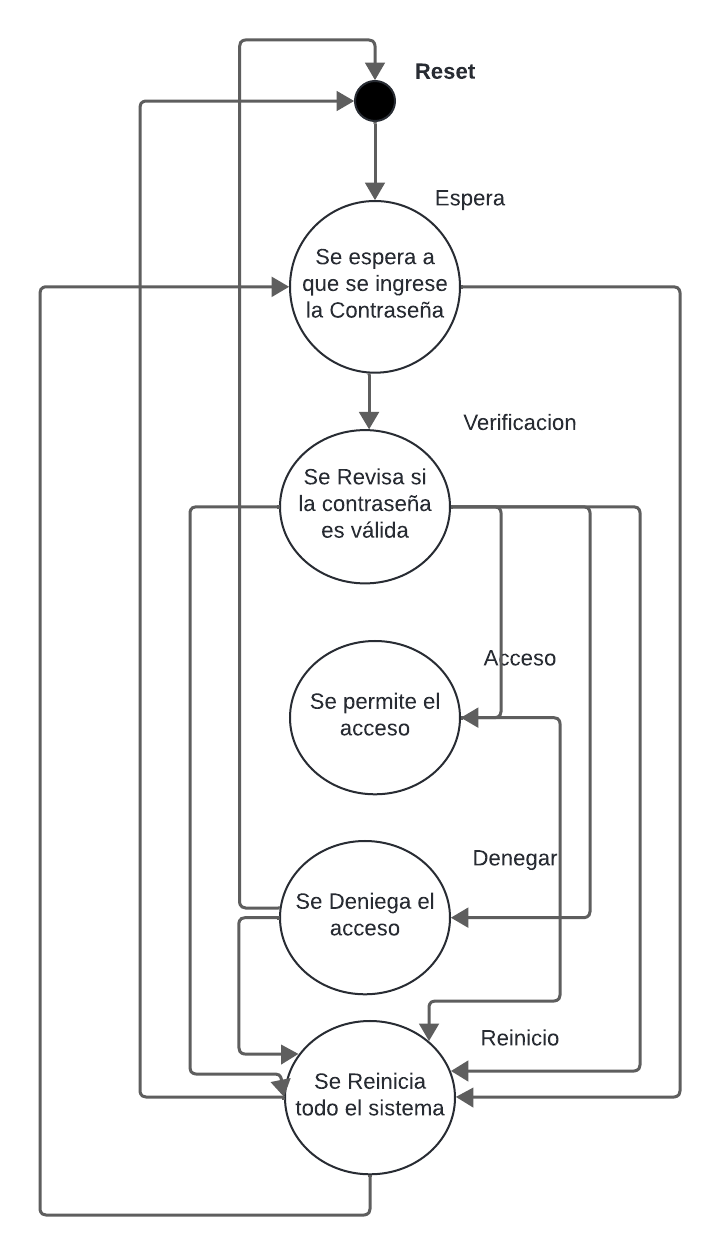 Reset
Espera
Se espera a
que se ingrese
la Contraseña
Verificacion
Se Revisa si
la contraseña
es válida
Acceso
Se permite el
acceso
Denegar
Se Deniega el
acceso
Reinicio
Se Reinicia
todo el sistema